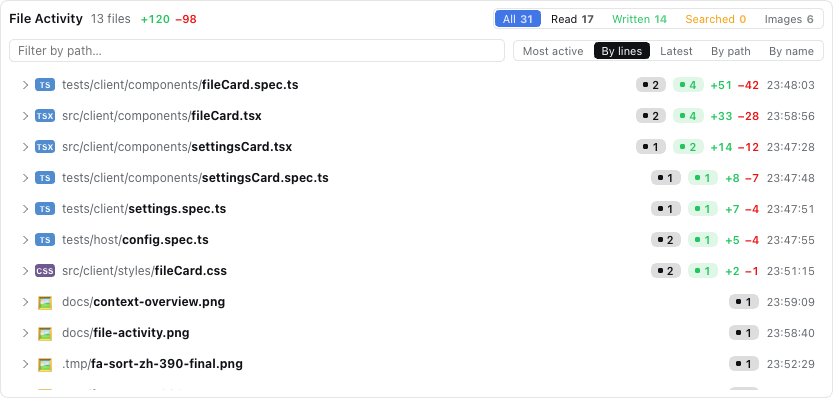 File Activity 13 files +120 −98 All 31 Read 17 Written 14 Searched 0 Images 6
Filter by path... Most active By lines Latest By path By name
TS tests/client/components/fileCard.spec.ts 2 4 +51 −42 23:48:03
TSX src/client/components/fileCard.tsx 2 4 +33 −28 23:58:56
TSX src/client/components/settingsCard.tsx 1 2 +14 −12 23:47:28
TS tests/client/components/settingsCard.spec.ts 1 1 +8 −7 23:47:48
TS tests/client/settings.spec.ts 1 1 +7 −4 23:47:51
TS tests/host/config.spec.ts 2 1 +5 −4 23:47:55
CSS src/client/styles/fileCard.css 2 1 +2 −1 23:51:15
docs/context-overview.png 1 23:59:09
docs/file-activity.png 1 23:58:40
.tmp/fa-sort-zh-390-final.png 1 23:52:29